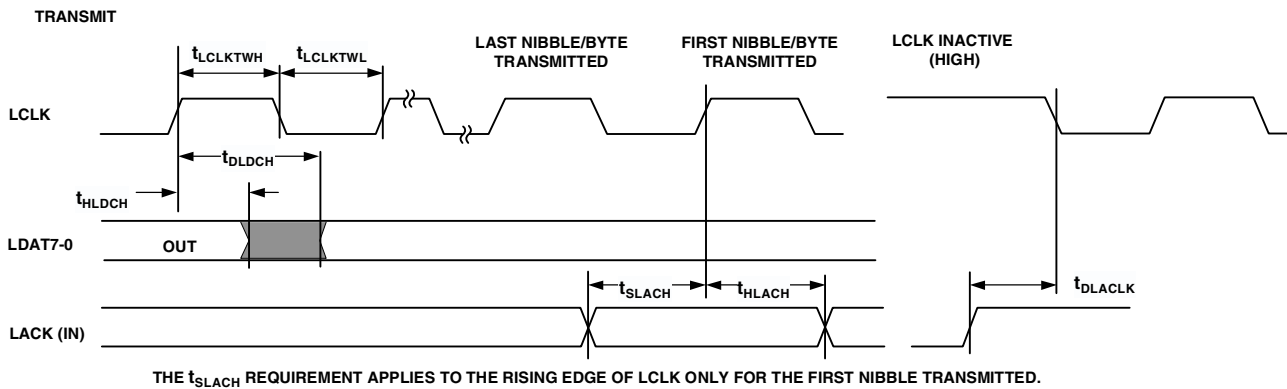 TRANSMIT
tLCLKTWH
tLCLKTWL
LAST NIBBLE/BYTE
TRANSMITTED
FIRST NIBBLE/BYTE
TRANSMITTED
LCLK INACTIVE
(HIGH)
LCLK
tDLDCH
tHLDCH
LDAT7-0
OUT
tSLACH
tHLACH
tDLACLK
LACK (IN)
THE tSLACH REQUIREMENT APPLIES TO THE RISING EDGE OF LCLK ONLY FOR THE FIRST NIBBLE TRANSMITTED.